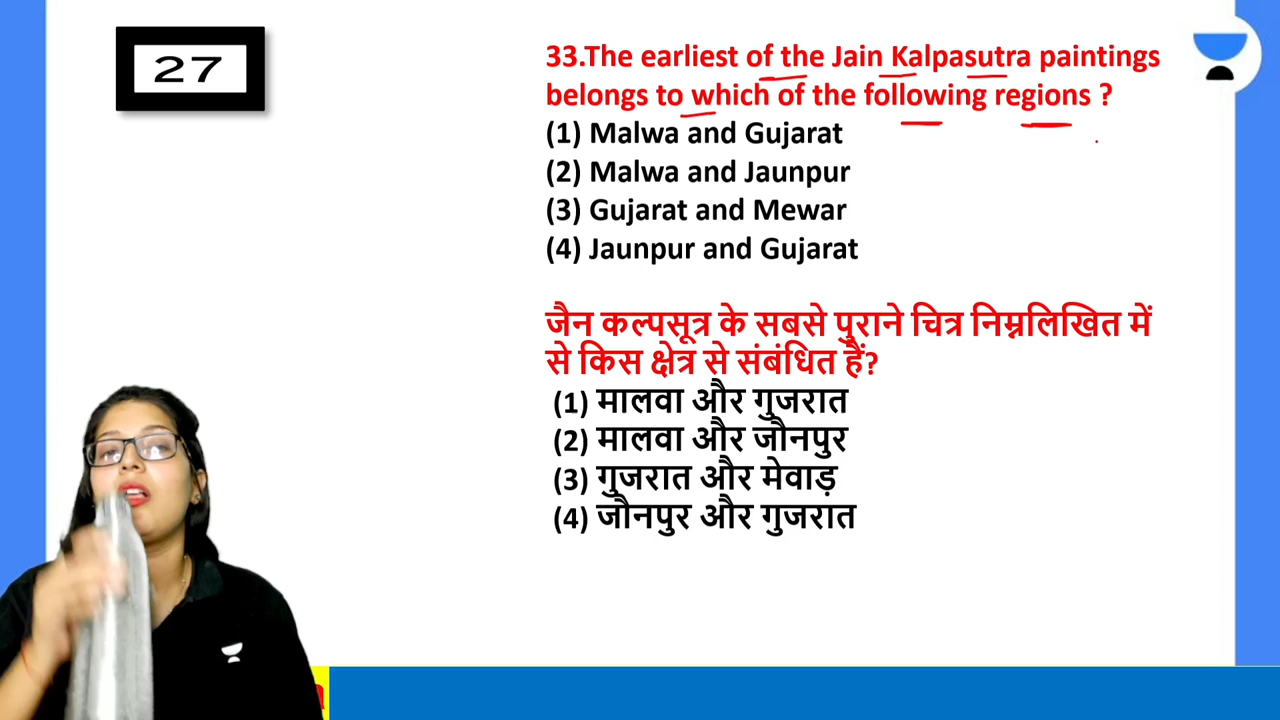 27
33.The earliest of the Jain Kalpasutra paintings
belongs to which of the following regions ?
(1) Malwa and Gujarat
(2) Malwa and Jaunpur
(3) Gujarat and Mewar
(4) Jaunpur and Gujarat
जैन कल्पसूत्र के सबसे पुराने चित्र निम्नलिखित में
से किस क्षेत्र से संबंधित हैं?
(1) मालवा और गुजरात
(2) मालवा और जौनपुर
(3) गुजरात और मेवाड़
(4) जौनपुर और गुजरात